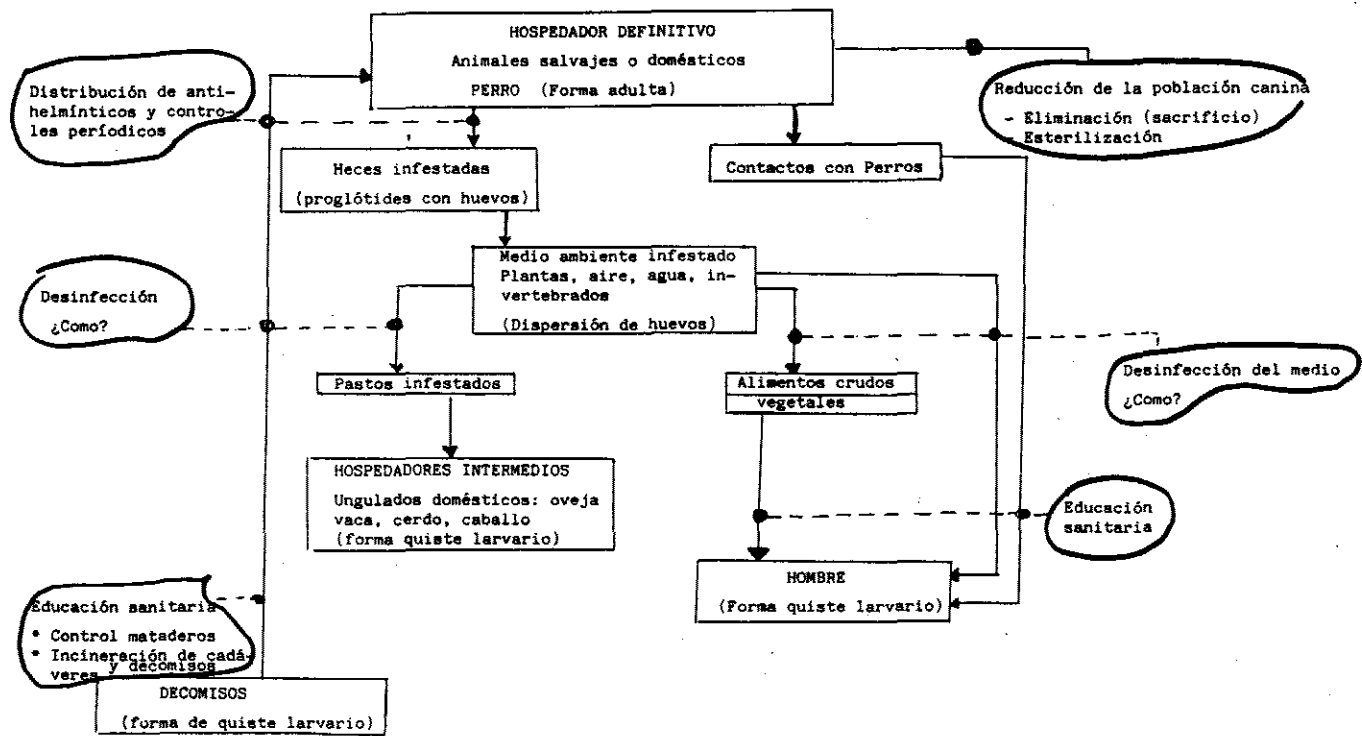 HOSPEDADOR DEFINITIVO
Animales salvajes o domésticos
PERRO (Forma adulta)
Distribución de anti-
helmínticos y contro-
les períodicos
Reducción de la población canina
- Eliminación (sacrificio)
- Esterilización
Heces infestadas
(proglótides con huevos)
Contactos con Perros
Medio ambiente infestado
Plantas, aire, agua, in-
vertebrados
(Dispersión de huevos)
Desinfección
¿Como?
Pastos infestados
Alimentos crudos
vegetales
Desinfección del medio
¿Como?
HOSPEDADORES INTERMEDIOS
Ungulados domésticos: oveja
vaca, cerdo, caballo
(forma quiste larvario)
Educación
sanitaria
HOMBRE
(Forma quiste larvario)
Educación sanitaria
* Control mataderos
* Incineración de cadá-
veres y decomisos
DECOMISOS
(forma de quiste larvario)